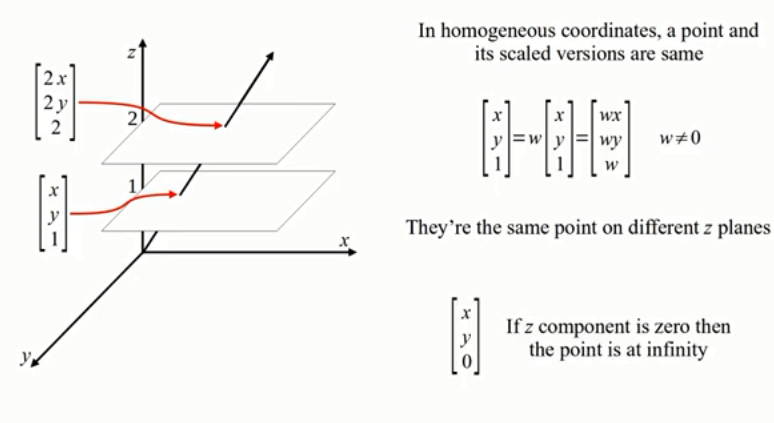 In homogeneous coordinates, a point and
its scaled versions are same
z
[2x
2y
2]
2
[x
y
1]
1
x
y
[x
y
1] = w [x
y
1] = [wx
wy
w] w≠0
They're the same point on different z planes
[x
y
0]
If z component is zero then
the point is at infinity